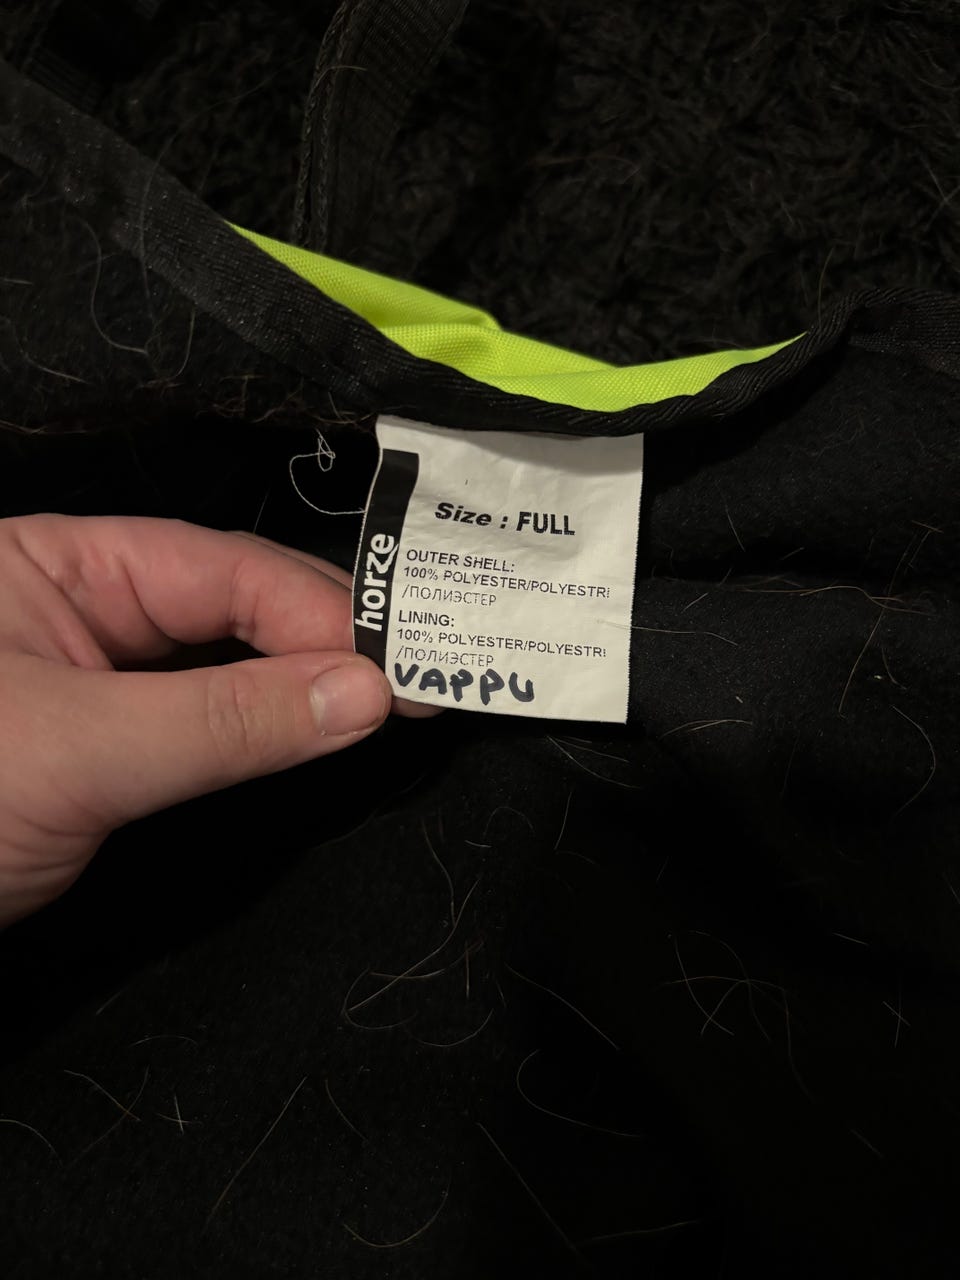 horze
Size : FULL
OUTER SHELL:
100% POLYESTER/POLYESTRI
/ПОЛИЭСТЕР
LINING:
100% POLYESTER/POLYESTRI
/ПОЛИЭСТЕР
VAPPU